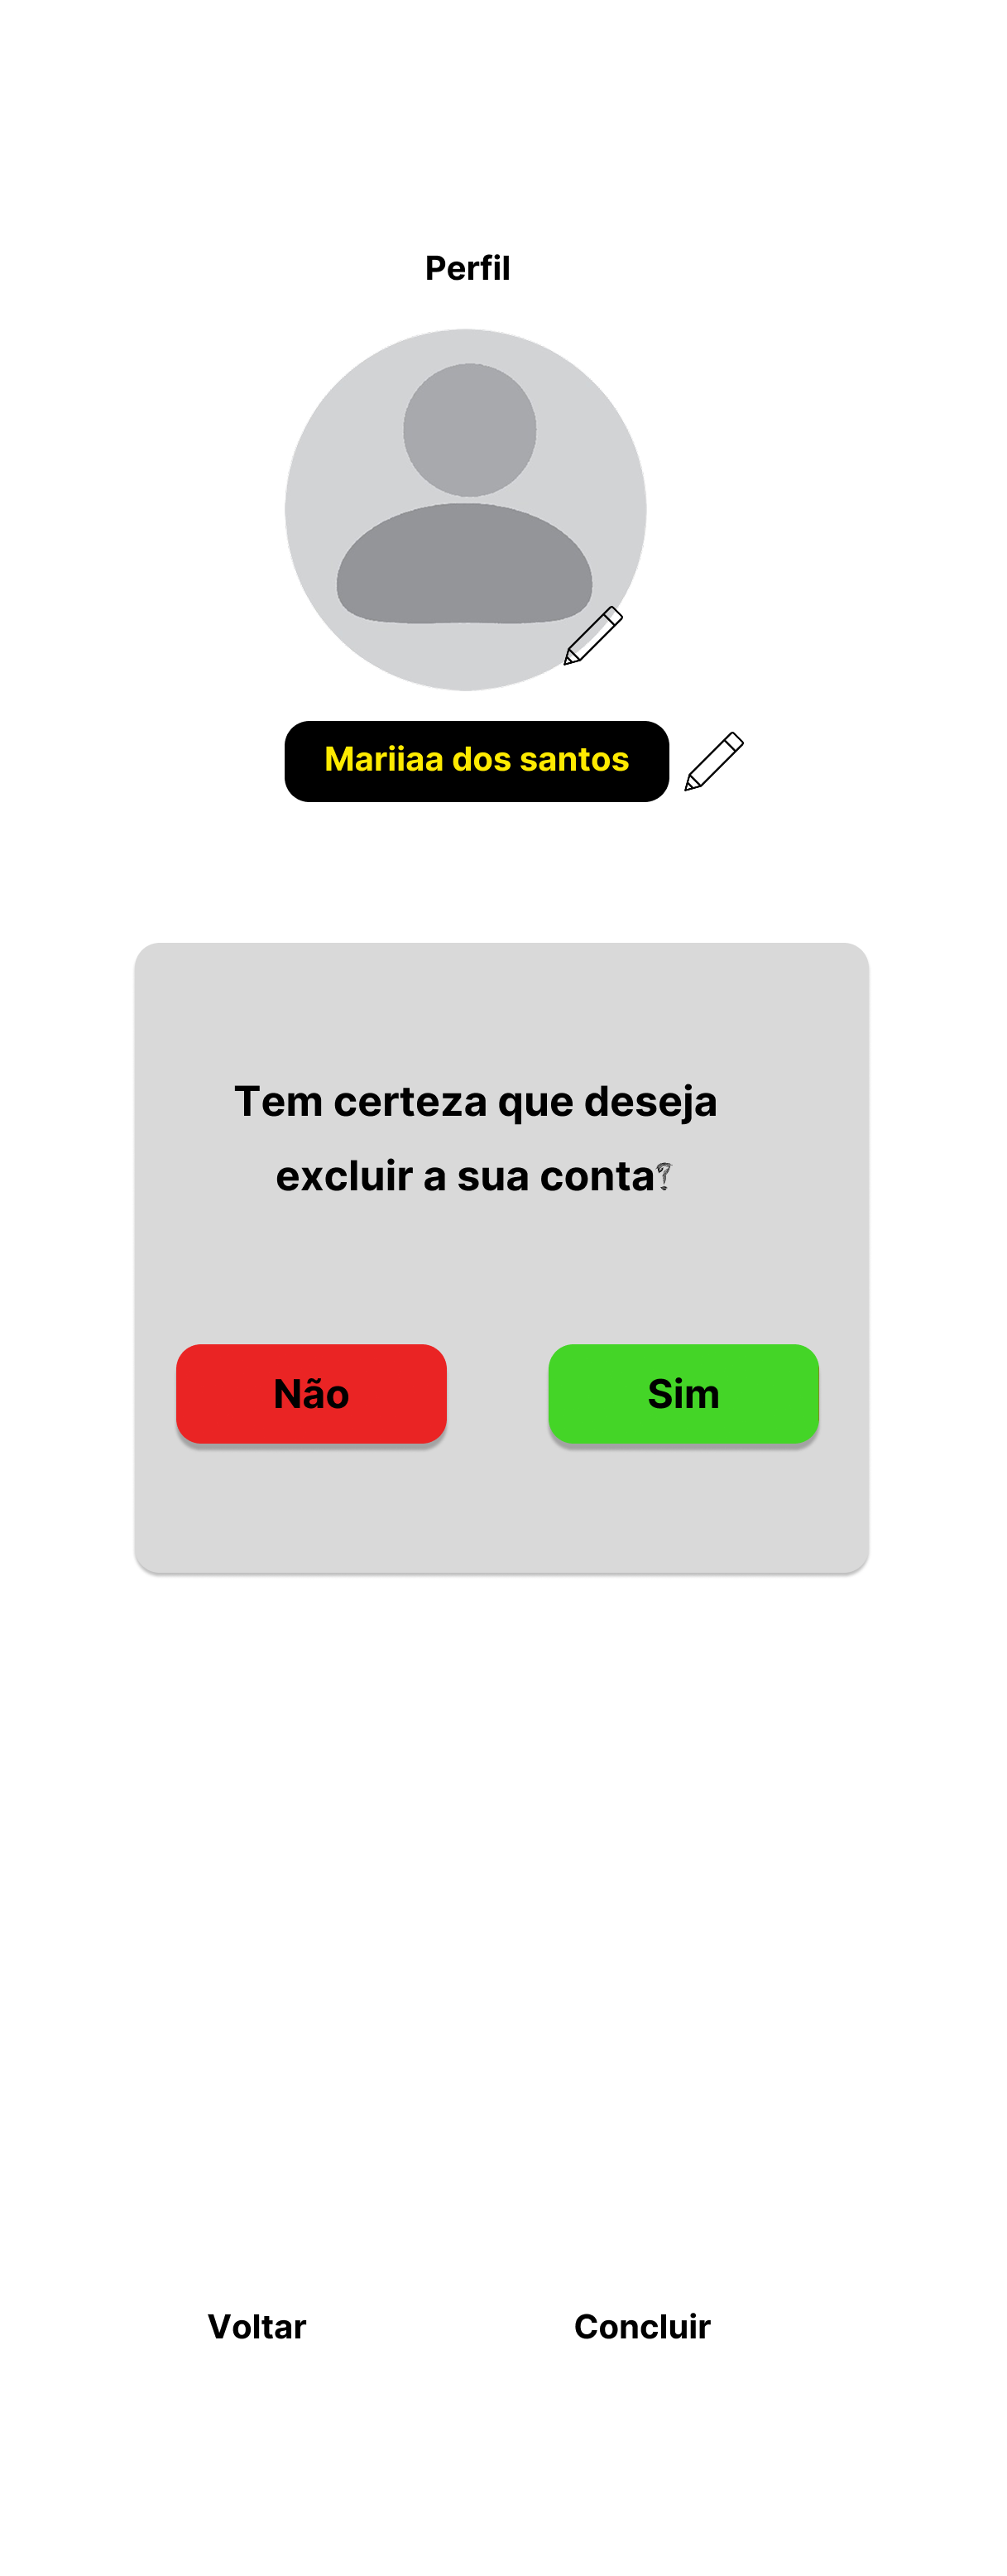 Perfil
Mariiaa dos santos
Tem certeza que deseja
excluir a sua conta?
Não
Sim
Voltar
Concluir